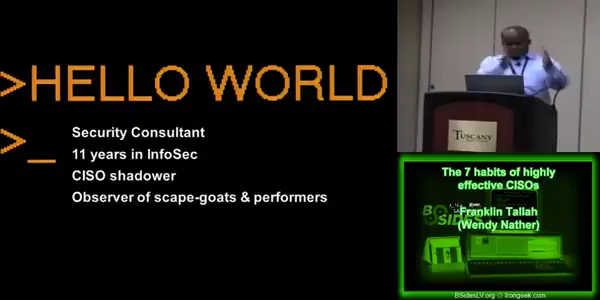 >HELLO WORLD
>_
Security Consultant
11 years in InfoSec
CISO shadower
Observer of scape-goats & performers
TUSCANY
The 7 habits of highly
effective CISOs
Franklin Tallah
(Wendy Nather)
BSIDES
BSidesLV.org @ Irongeek.com